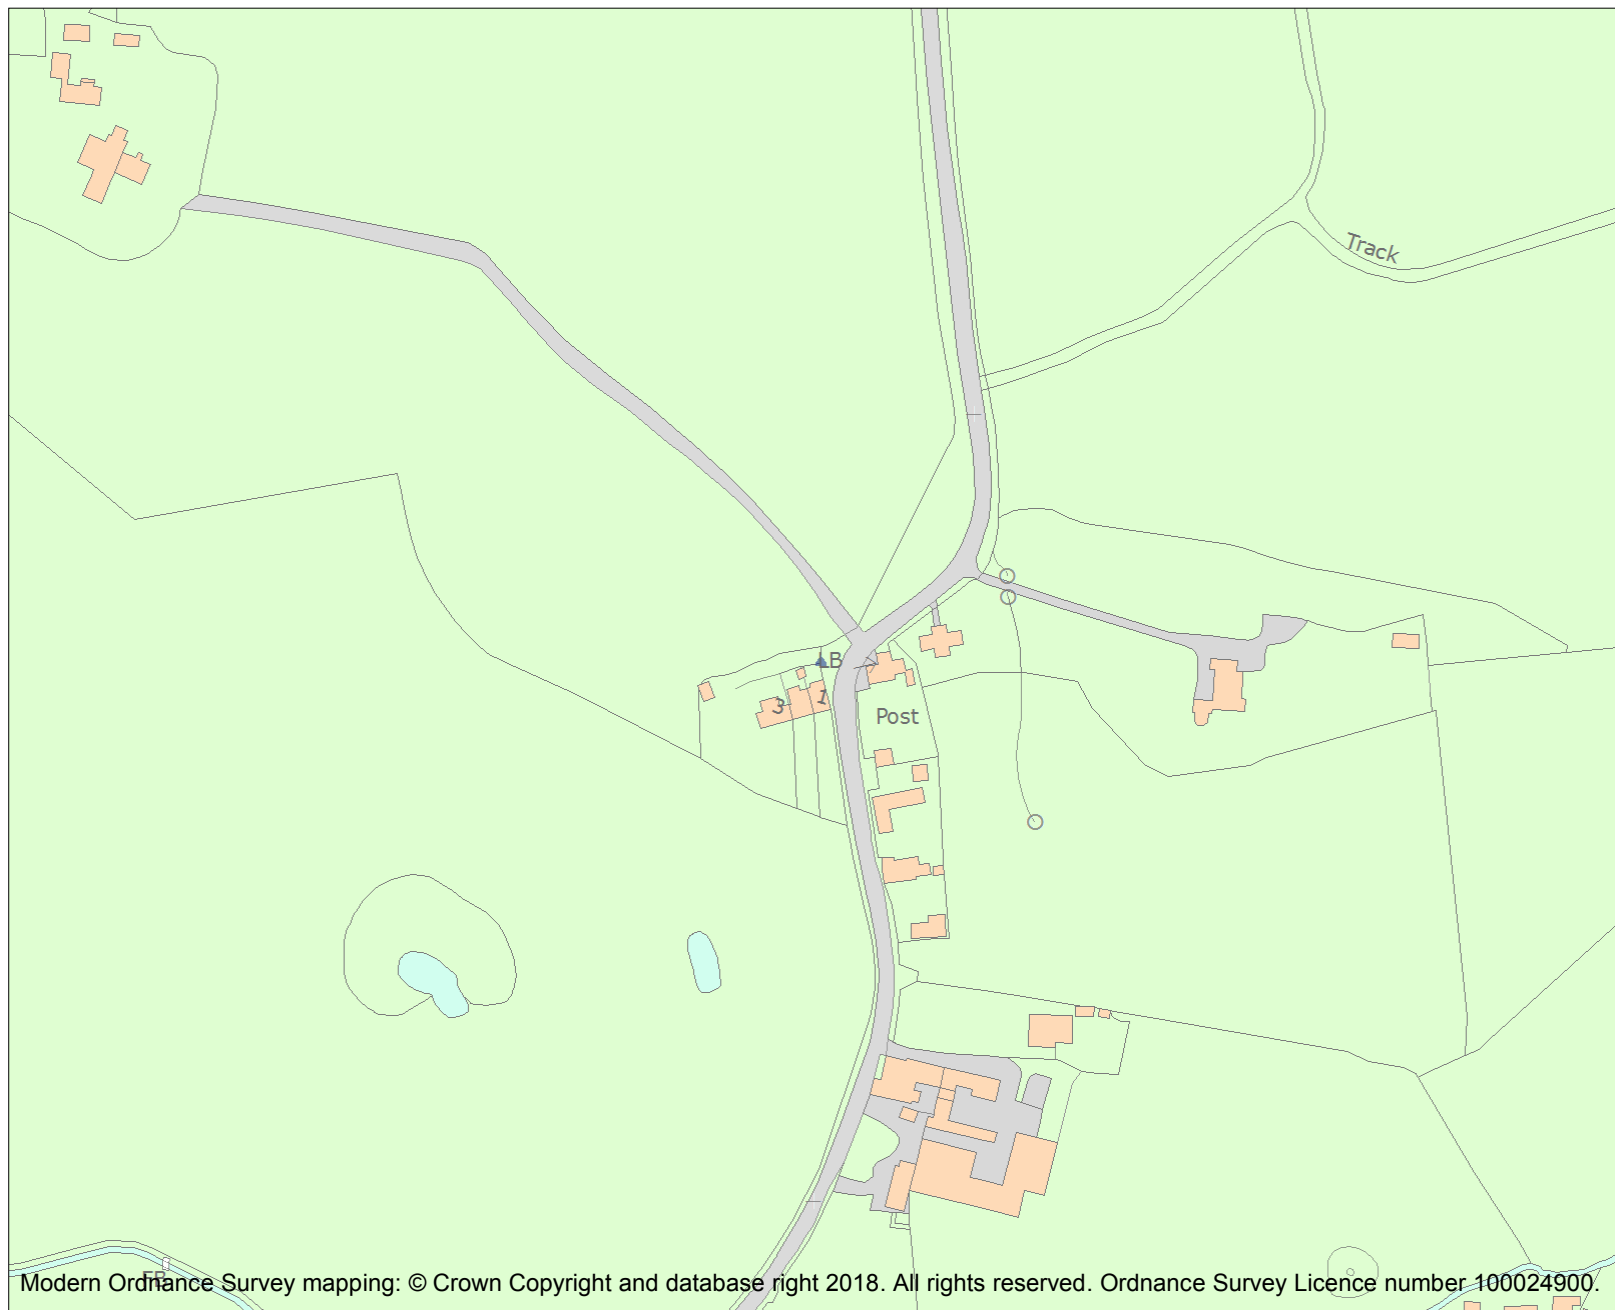 Track
LB
3
1
Post
FB
Modern Ordnance Survey mapping: © Crown Copyright and database right 2018. All rights reserved. Ordnance Survey Licence number 100024900.